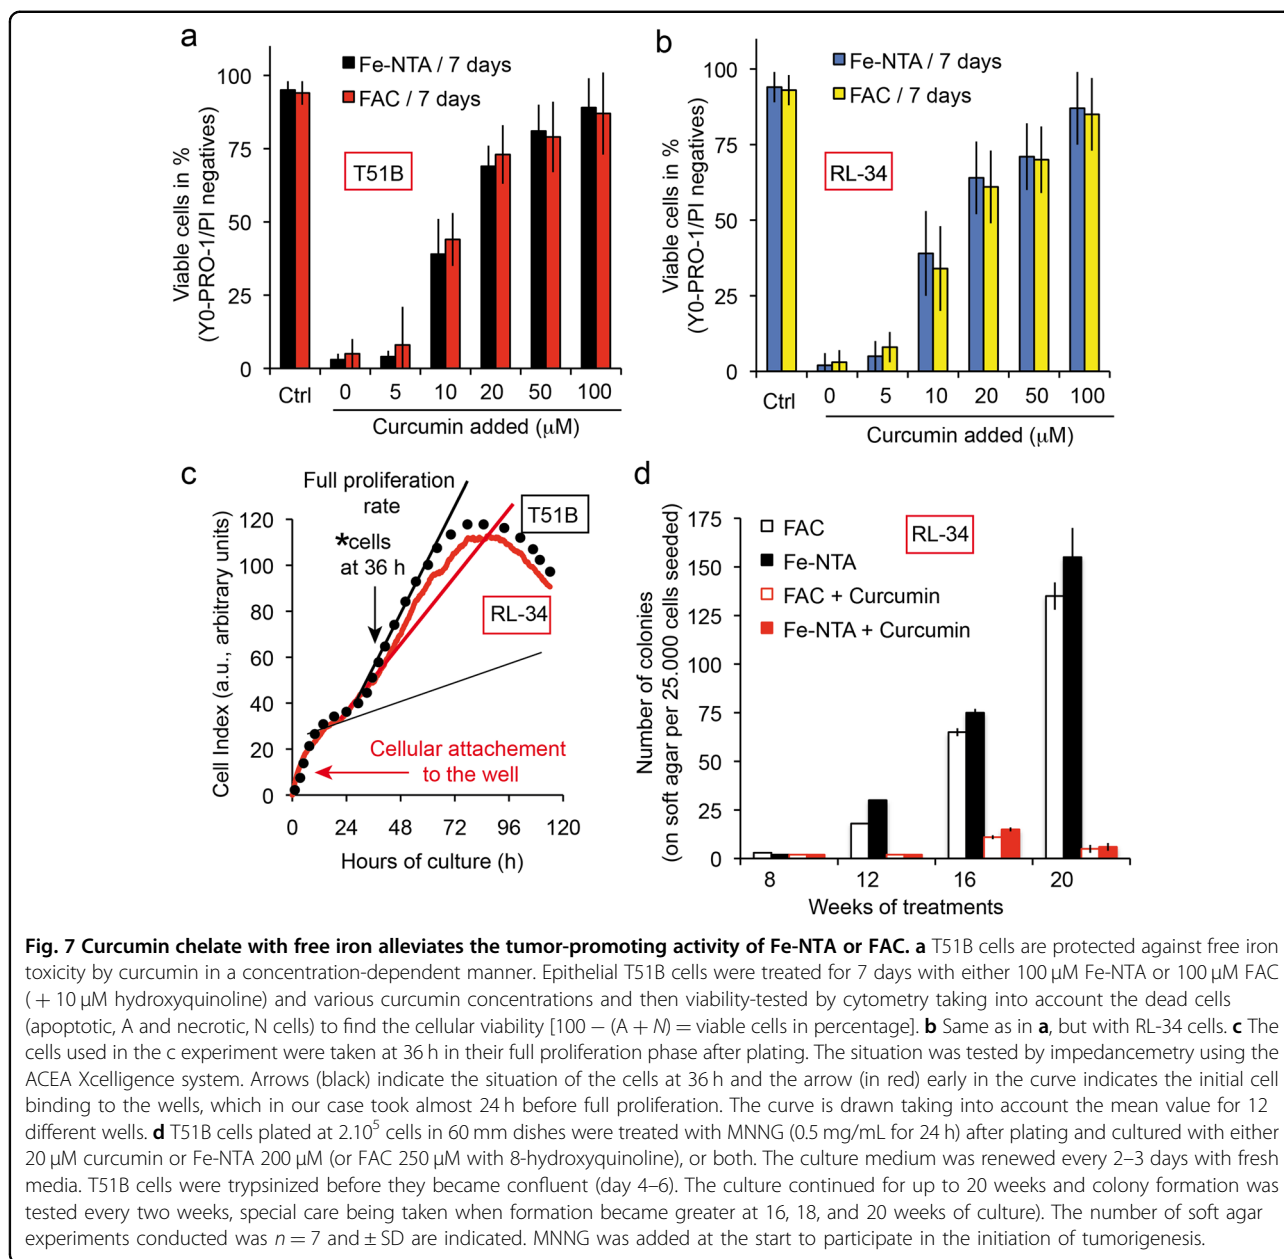 a
Fe-NTA / 7 days
FAC / 7 days
T51B
Viable cells in %
(Y0-PRO-1/PI negatives)
100
75
50
25
0
Ctrl
0
5
10
20
50
100
Curcumin added (μM)
b
Fe-NTA / 7 days
FAC / 7 days
RL-34
Viable cells in %
(Y0-PRO-1/PI negatives)
100
75
50
25
0
Ctrl
0
5
10
20
50
100
Curcumin added (μM)
c
Full proliferation
rate
*cells
at 36 h
T51B
RL-34
Cellular attachement
to the well
Cell Index (a.u., arbitrary units)
120
100
80
60
40
20
0
0
24
48
72
96
120
Hours of culture (h)
d
FAC
Fe-NTA
FAC + Curcumin
Fe-NTA + Curcumin
RL-34
Number of colonies
(on soft agar per 25.000 cells seeded)
175
150
125
100
75
50
25
0
8
12
16
20
Weeks of treatments
Fig. 7 Curcumin chelate with free iron alleviates the tumor-promoting activity of Fe-NTA or FAC. a T51B cells are protected against free iron
toxicity by curcumin in a concentration-dependent manner. Epithelial T51B cells were treated for 7 days with either 100 μM Fe-NTA or 100 μM FAC
( + 10 μM hydroxyquinoline) and various curcumin concentrations and then viability-tested by cytometry taking into account the dead cells
(apoptotic, A and necrotic, N cells) to find the cellular viability [100 − (A + N) = viable cells in percentage]. b Same as in a, but with RL-34 cells. c The
cells used in the c experiment were taken at 36 h in their full proliferation phase after plating. The situation was tested by impedancemetry using the
ACEA Xcelligence system. Arrows (black) indicate the situation of the cells at 36 h and the arrow (in red) early in the curve indicates the initial cell
binding to the wells, which in our case took almost 24 h before full proliferation. The curve is drawn taking into account the mean value for 12
different wells. d T51B cells plated at 2.10⁵ cells in 60 mm dishes were treated with MNNG (0.5 mg/mL for 24 h) after plating and cultured with either
20 μM curcumin or Fe-NTA 200 μM (or FAC 250 μM with 8-hydroxyquinoline), or both. The culture medium was renewed every 2–3 days with fresh
media. T51B cells were trypsinized before they became confluent (day 4–6). The culture continued for up to 20 weeks and colony formation was
tested every two weeks, special care being taken when formation became greater at 16, 18, and 20 weeks of culture). The number of soft agar
experiments conducted was n = 7 and ± SD are indicated. MNNG was added at the start to participate in the initiation of tumorigenesis.